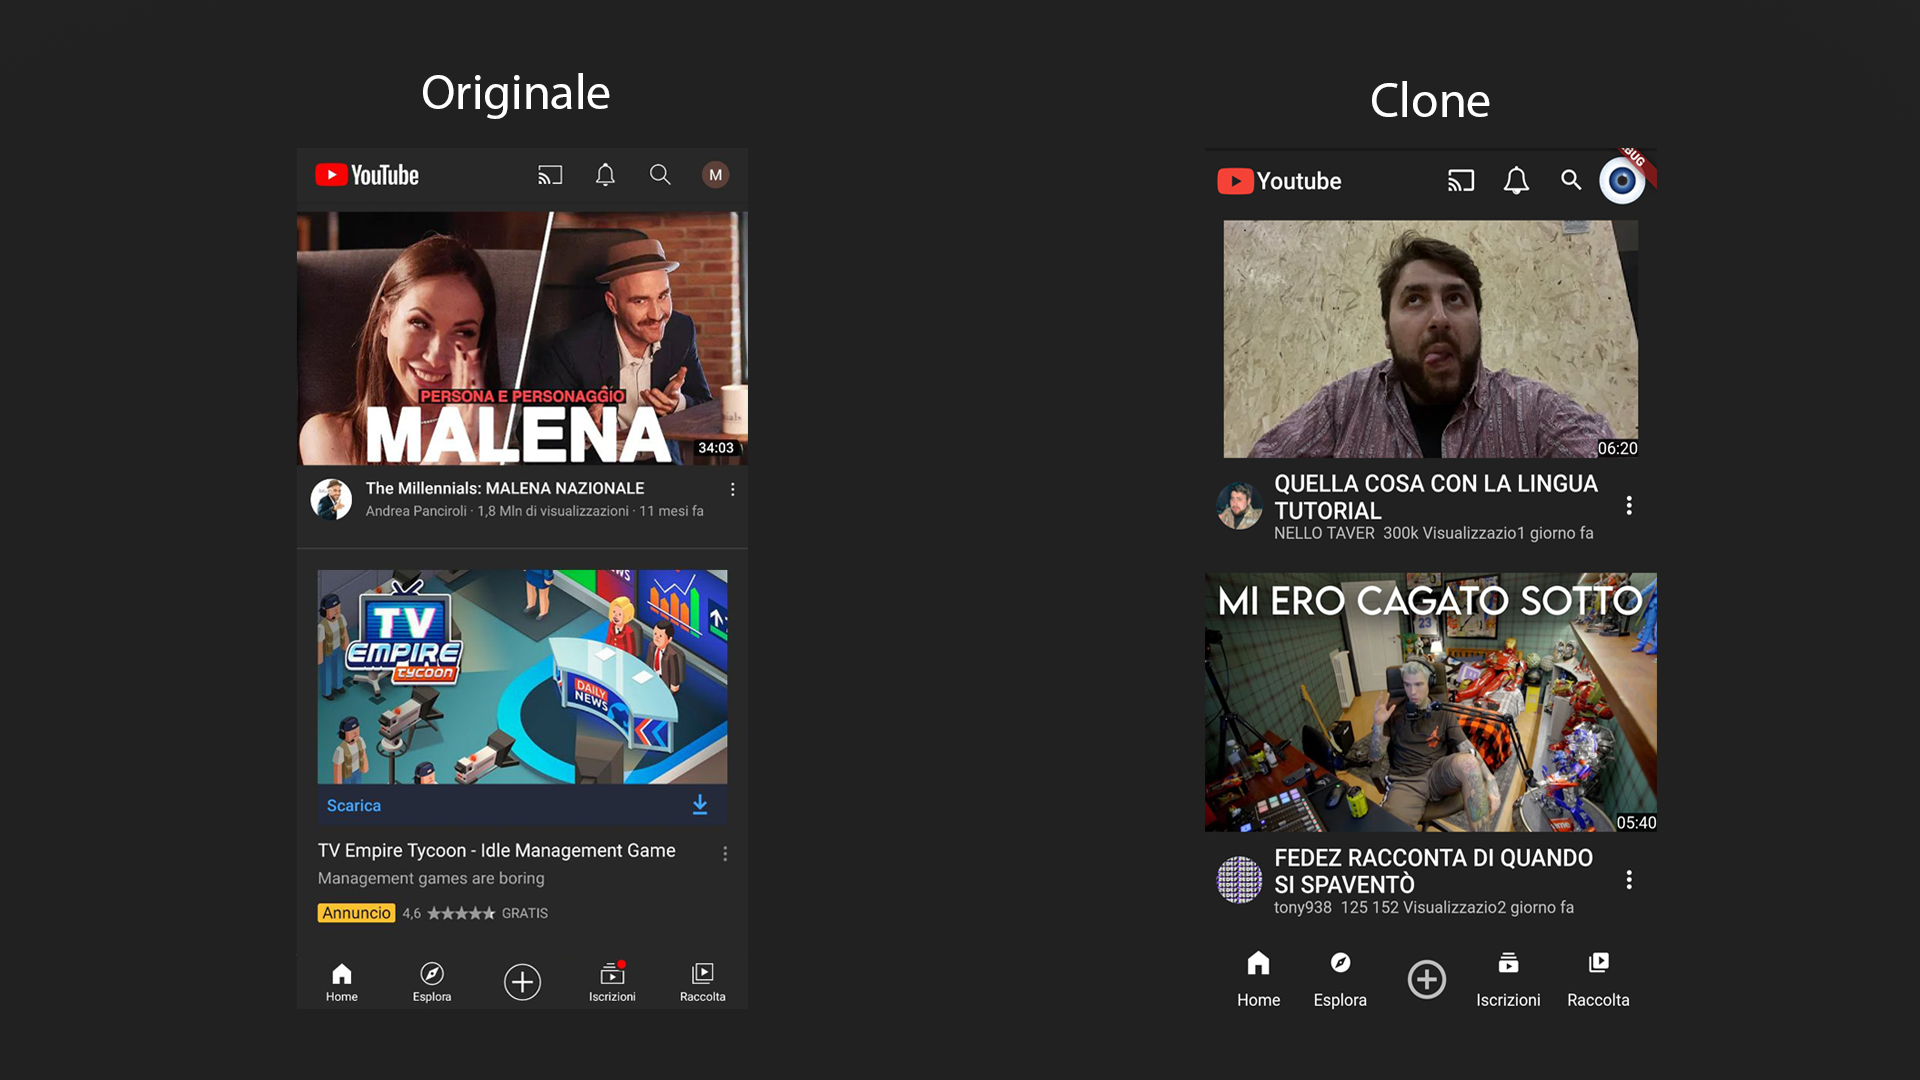 Originale
YouTube
M
PERSONA E PERSONAGGIO
MALENA
34:03
The Millennials: MALENA NAZIONALE
Andrea Panciroli · 1,8 Mln di visualizzazioni · 11 mesi fa
TV
EMPIRE
TYCOON
DAILY
NEWS
Scarica
TV Empire Tycoon - Idle Management Game
Management games are boring
Annuncio 4,6 GRATIS
Home Esplora Iscrizioni Raccolta
Clone
Youtube
06:20
QUELLA COSA CON LA LINGUA
TUTORIAL
NELLO TAVER 300k Visualizzazio1 giorno fa
MI ERO CAGATO SOTTO
23
05:40
FEDEZ RACCONTA DI QUANDO
SI SPAVENTÒ
tony938 125 152 Visualizzazio2 giorno fa
Home Esplora Iscrizioni Raccolta